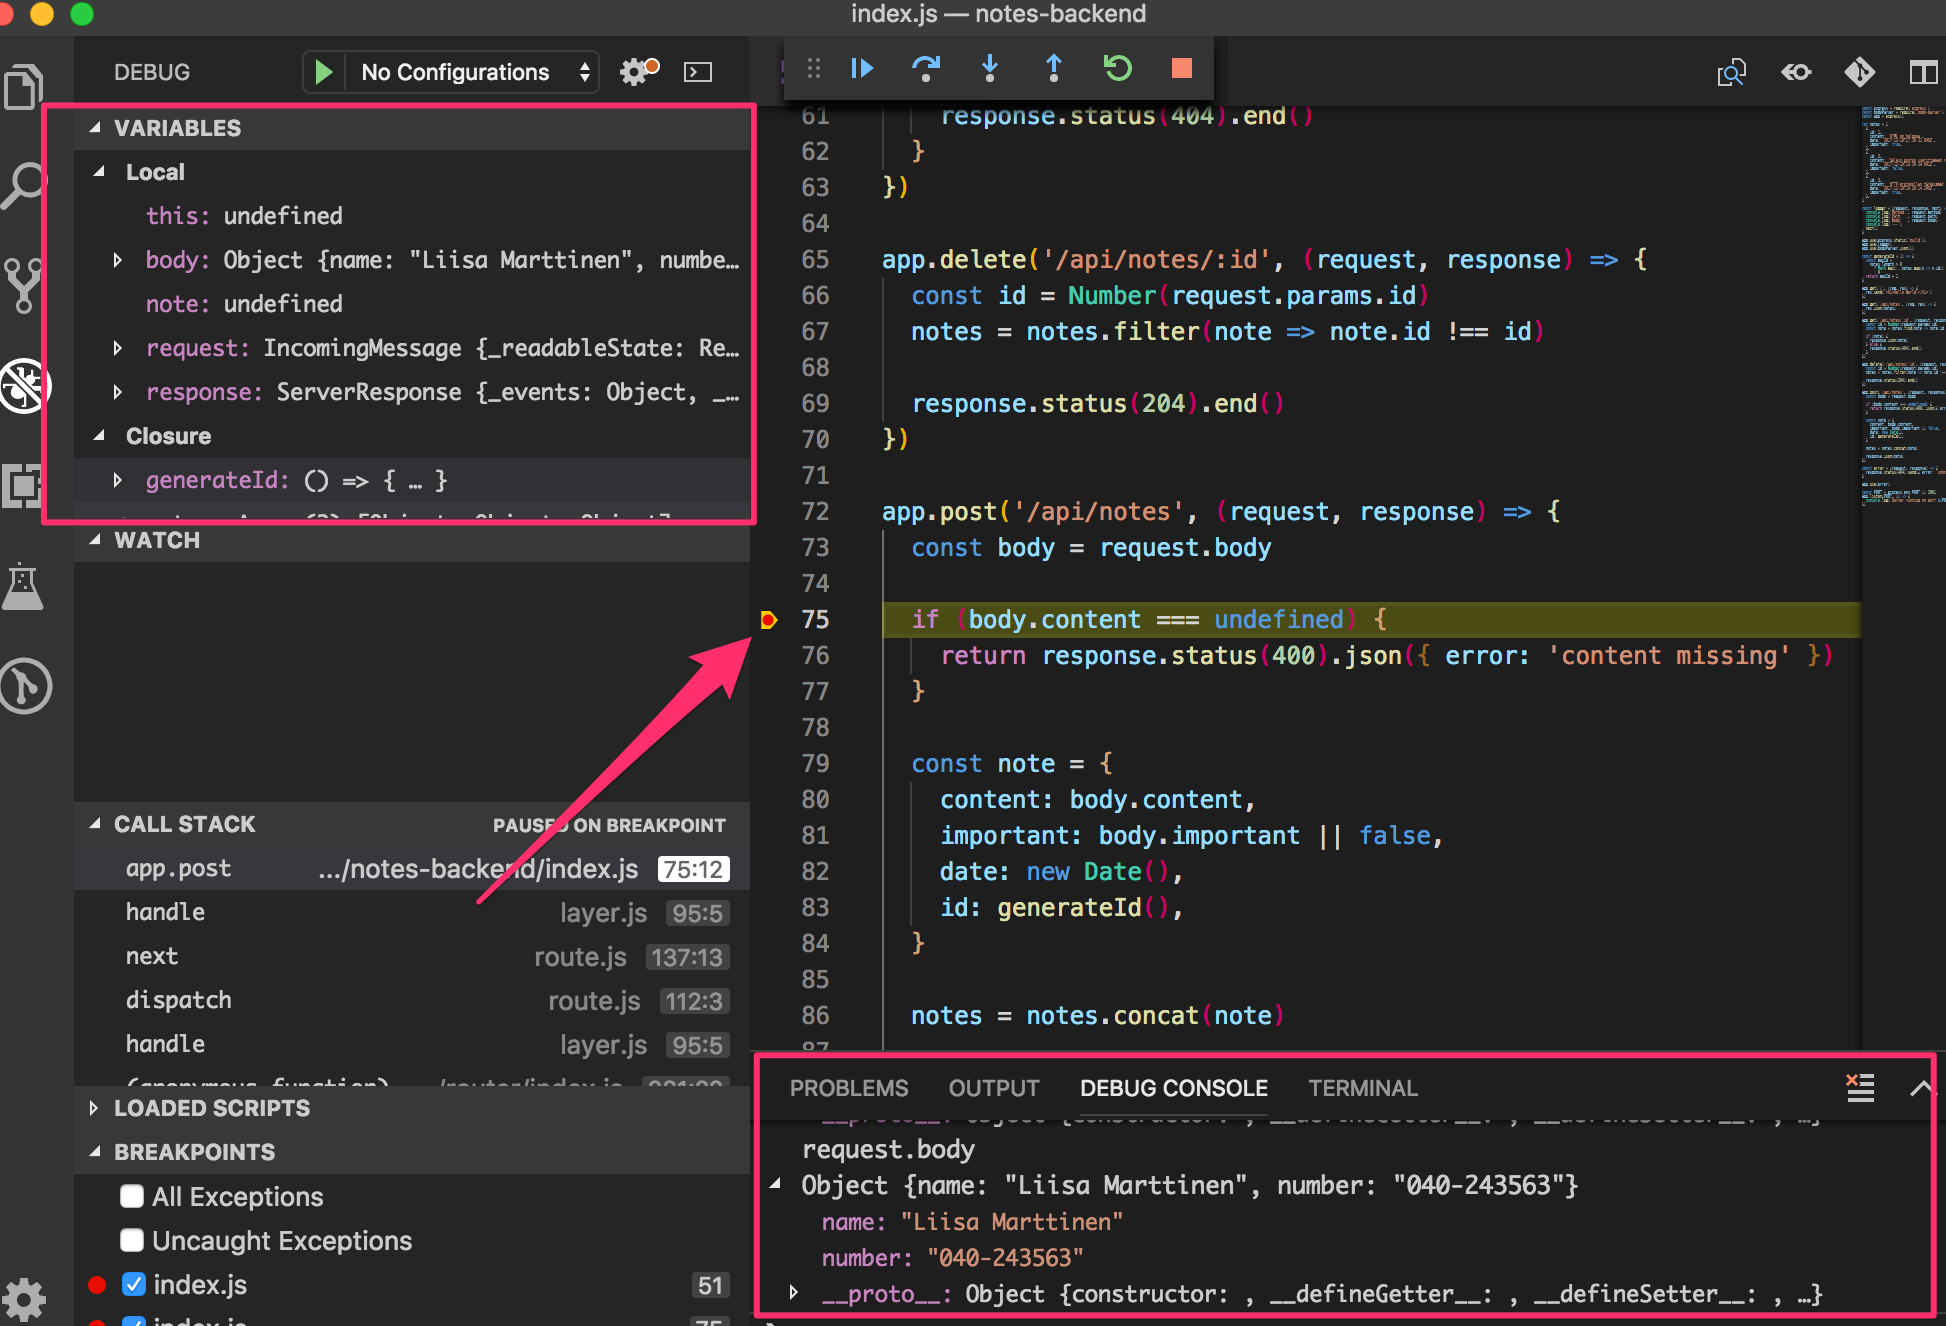 index.js — notes-backend
DEBUG
No Configurations
VARIABLES
Local
this: undefined
body: Object {name: "Liisa Marttinen", numbe…
note: undefined
request: IncomingMessage {_readableState: Re…
response: ServerResponse {_events: Object, _…
Closure
generateId: () => { … }
WATCH
CALL STACK
PAUSED ON BREAKPOINT
app.post …/notes-backend/index.js 75:12
handle layer.js 95:5
next route.js 137:13
dispatch route.js 112:3
handle layer.js 95:5
LOADED SCRIPTS
BREAKPOINTS
All Exceptions
Uncaught Exceptions
index.js 51
index.js 75
61 response.status(404).end()
62 }
63 })
64
65 app.delete('/api/notes/:id', (request, response) => {
66 const id = Number(request.params.id)
67 notes = notes.filter(note => note.id !== id)
68
69 response.status(204).end()
70 })
71
72 app.post('/api/notes', (request, response) => {
73 const body = request.body
74
75 if (body.content === undefined) {
76 return response.status(400).json({ error: 'content missing' })
77 }
78
79 const note = {
80 content: body.content,
81 important: body.important || false,
82 date: new Date(),
83 id: generateId(),
84 }
85
86 notes = notes.concat(note)
87
PROBLEMS OUTPUT DEBUG CONSOLE TERMINAL
__proto__: Object {constructor: , __defineGetter__: , __defineSetter__: , …}
request.body
Object {name: "Liisa Marttinen", number: "040-243563"}
name: "Liisa Marttinen"
number: "040-243563"
__proto__: Object {constructor: , __defineGetter__: , __defineSetter__: , …}